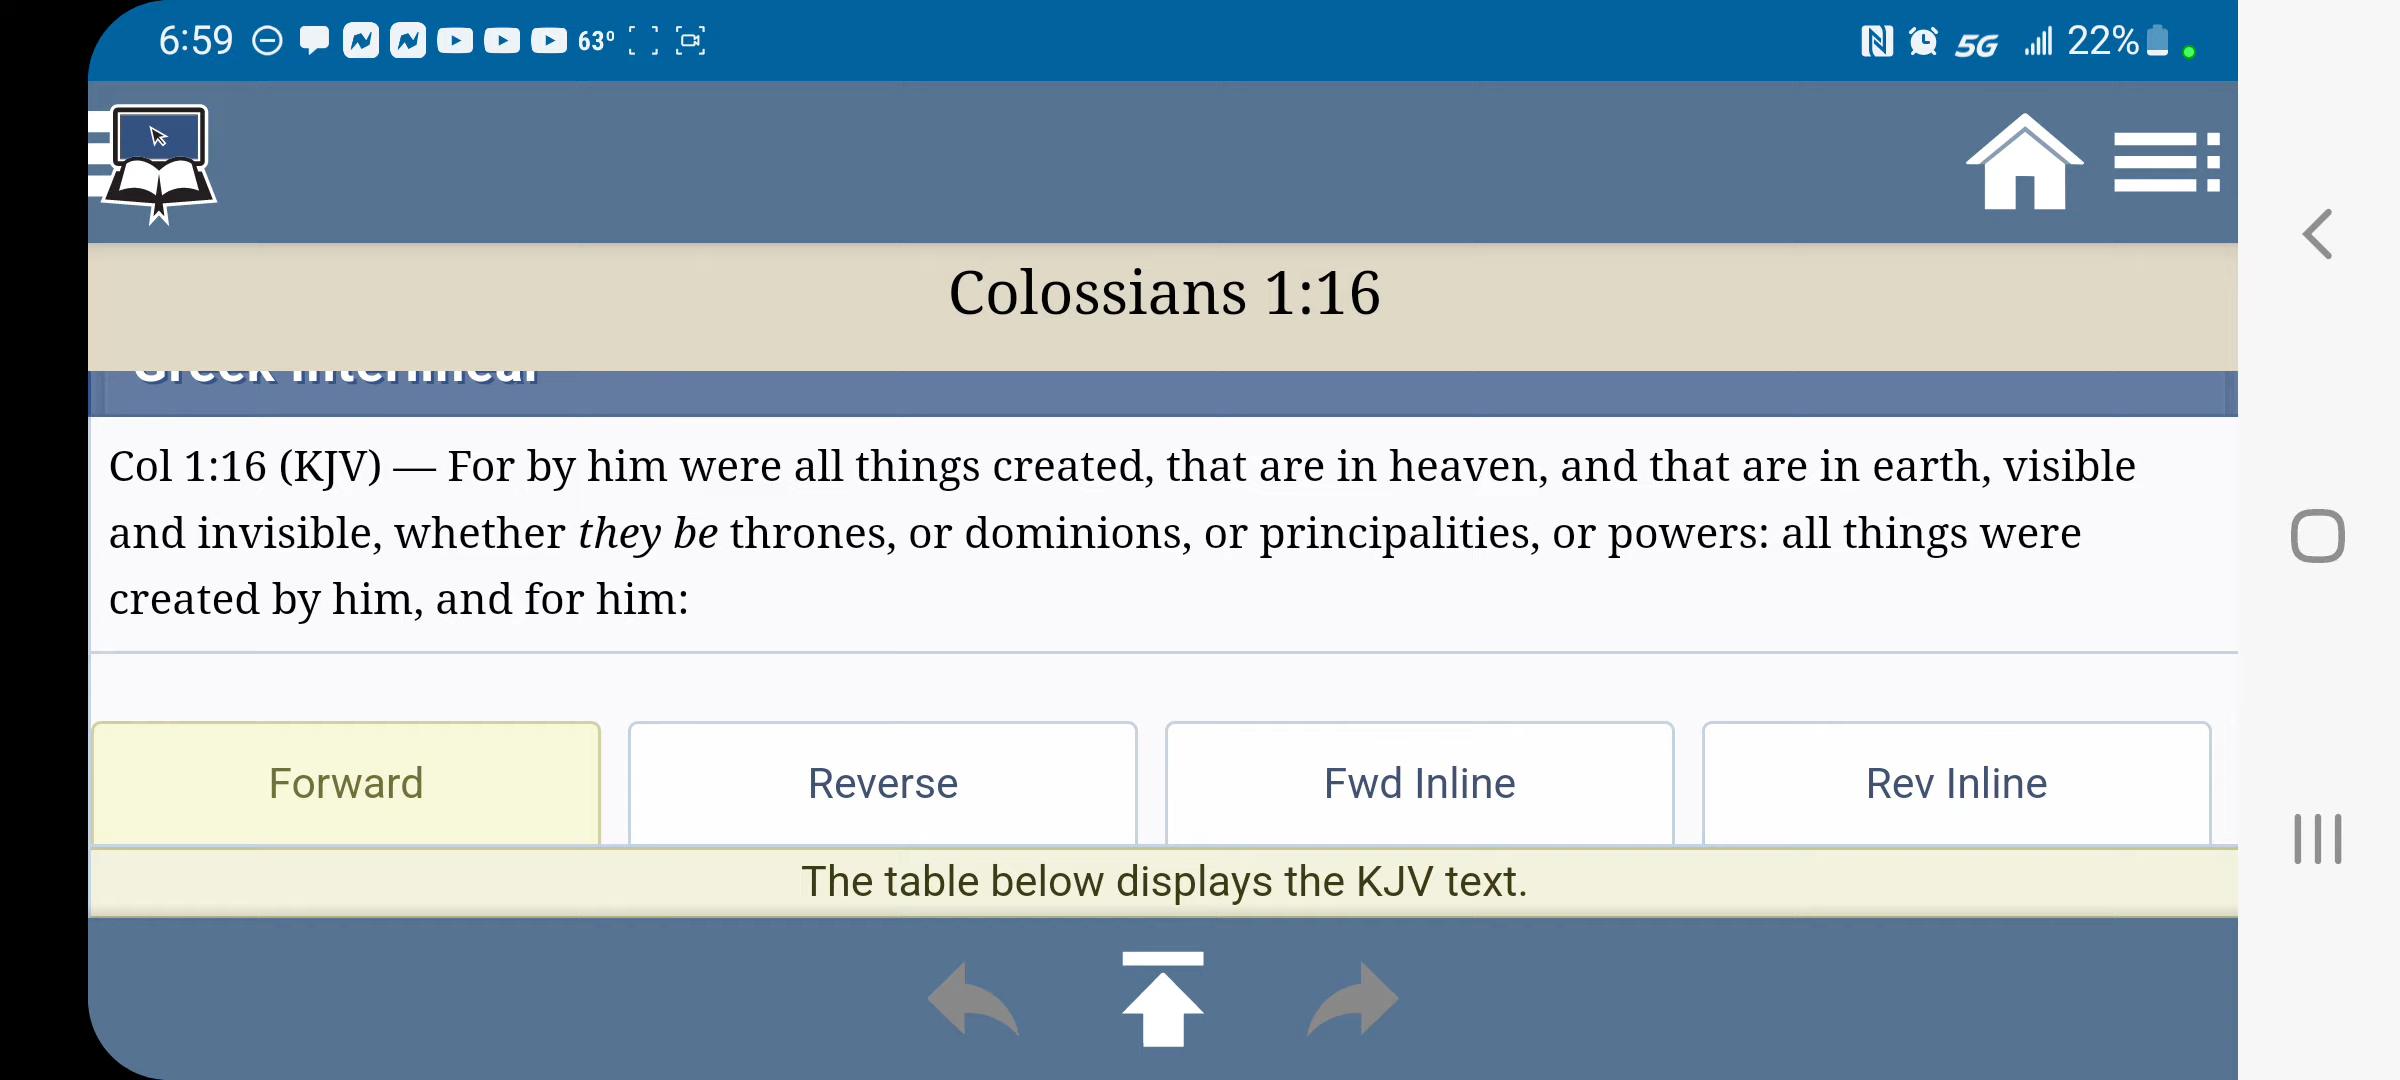 6:59 63° 5G 22%
Colossians 1:16
Greek Interlinear
Col 1:16 (KJV) — For by him were all things created, that are in heaven, and that are in earth, visible
and invisible, whether they be thrones, or dominions, or principalities, or powers: all things were
created by him, and for him:
Forward Reverse Fwd Inline Rev Inline
The table below displays the KJV text.